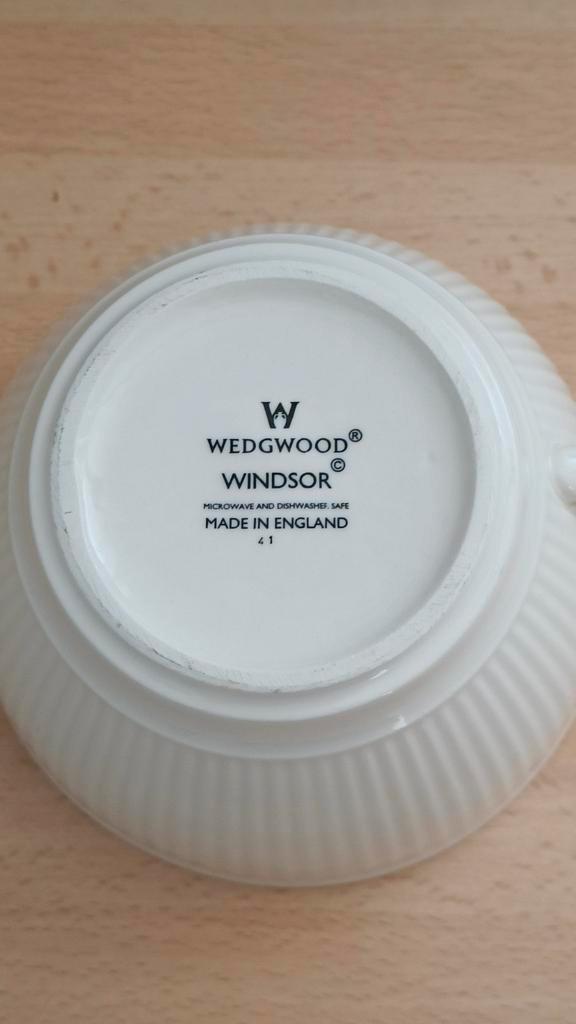 W
WEDGWOOD®
WINDSOR©
MICROWAVE AND DISHWASHER SAFE
MADE IN ENGLAND
41